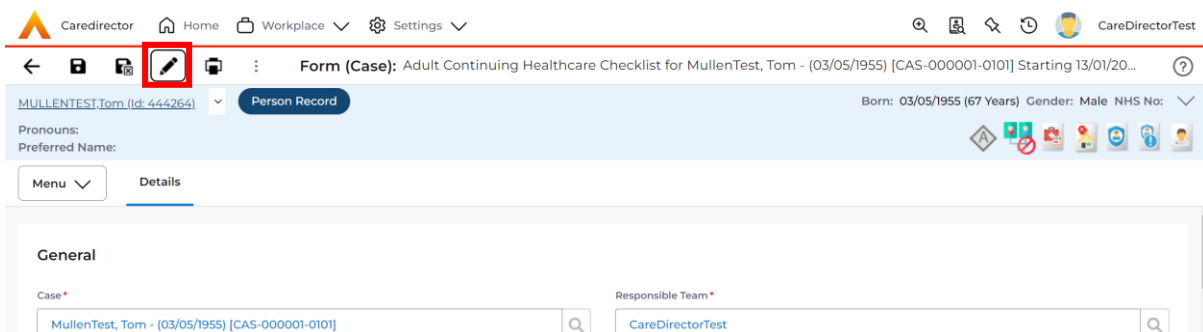 Caredirector Home Workplace Settings CareDirectorTest
Form (Case): Adult Continuing Healthcare Checklist for MullenTest, Tom - (03/05/1955) [CAS-000001-0101] Starting 13/01/20...
MULLENTEST,Tom (Id: 444264) Person Record Born: 03/05/1955 (67 Years) Gender: Male NHS No:
Pronouns:
Preferred Name:
A
Menu Details
General
Case* Responsible Team*
MullenTest, Tom - (03/05/1955) [CAS-000001-0101] CareDirectorTest